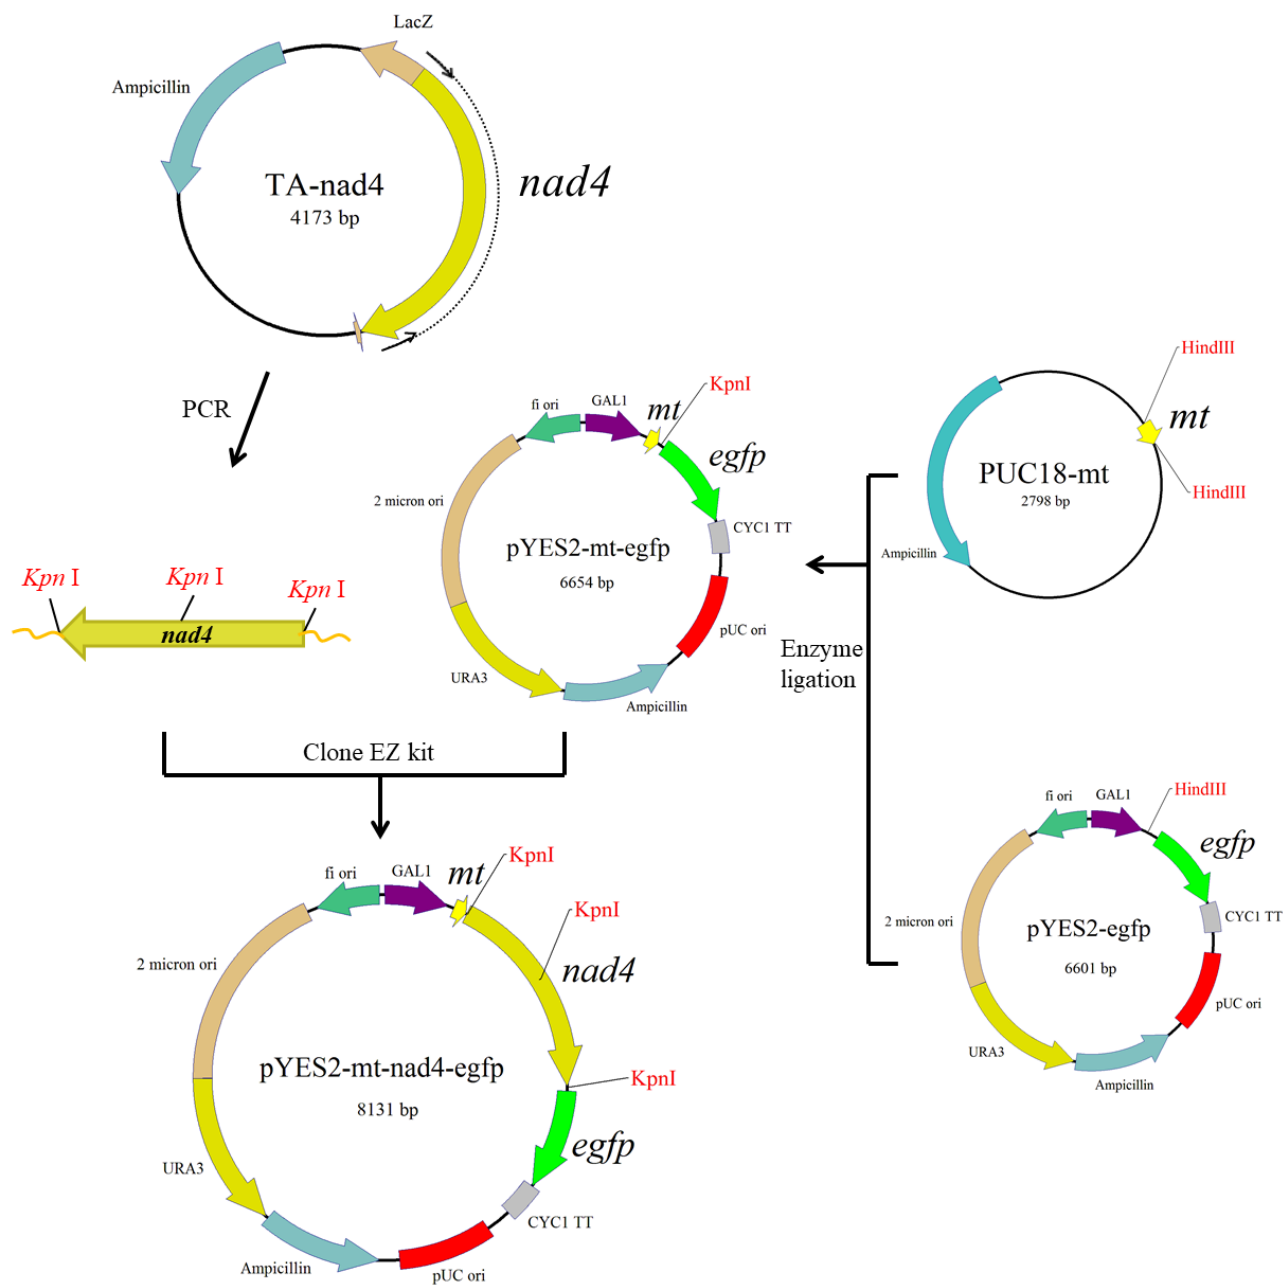 LacZ
Ampicillin
TA-nad4
4173 bp
nad4
PCR
Kpn I
Kpn I
Kpn I
nad4
fi ori
GAL1
mt
KpnI
egfp
2 micron ori
CYC1 TT
pYES2-mt-egfp
6654 bp
pUC ori
URA3
Ampicillin
HindIII
mt
PUC18-mt
2798 bp
HindIII
Ampicillin
Enzyme
ligation
Clone EZ kit
fi ori
GAL1
HindIII
egfp
2 micron ori
CYC1 TT
pYES2-egfp
6601 bp
pUC ori
URA3
Ampicillin
fi ori
GAL1
mt
KpnI
KpnI
2 micron ori
nad4
pYES2-mt-nad4-egfp
8131 bp
KpnI
egfp
URA3
CYC1 TT
Ampicillin
pUC ori